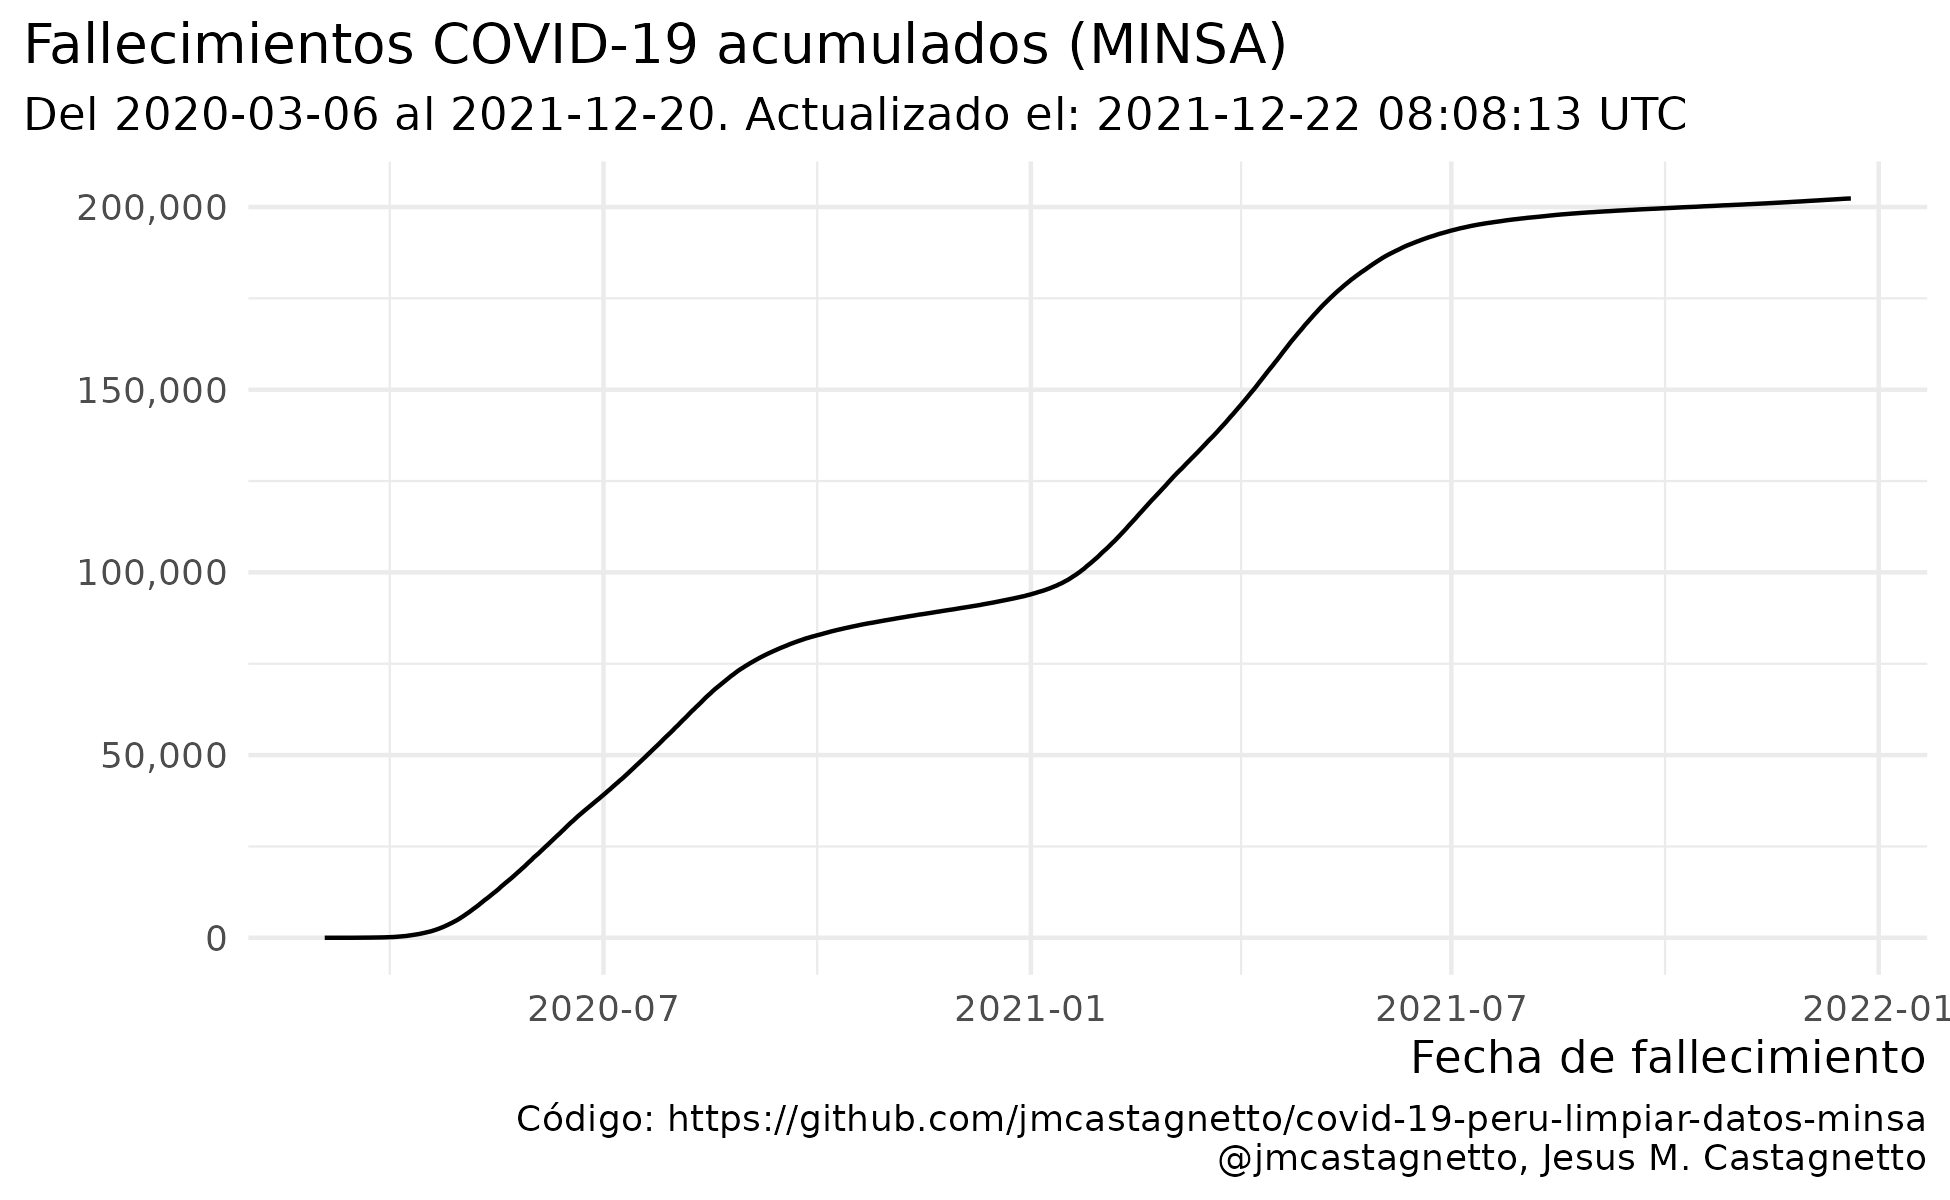 Fallecimientos COVID-19 acumulados (MINSA)
Del 2020-03-06 al 2021-12-20. Actualizado el: 2021-12-22 08:08:13 UTC
200,000
150,000
100,000
50,000
0
2020-07 2021-01 2021-07 2022-01
Fecha de fallecimiento
Código: https://github.com/jmcastagnetto/covid-19-peru-limpiar-datos-minsa
@jmcastagnetto, Jesus M. Castagnetto